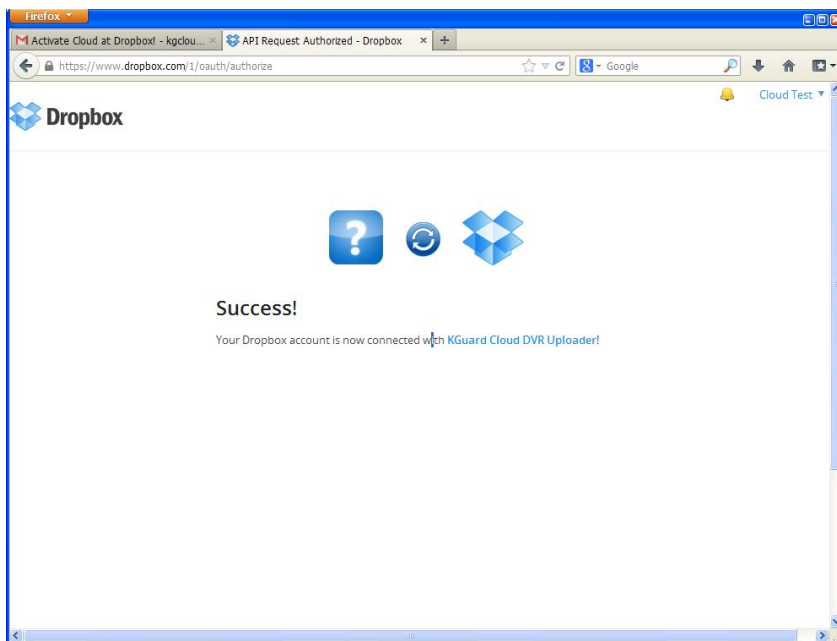 Firefox
Activate Cloud at Dropbox! - kgclou...
API Request Authorized - Dropbox
https://www.dropbox.com/1/oauth/authorize
Google
Cloud Test
Dropbox
?
Success!
Your Dropbox account is now connected with KGuard Cloud DVR Uploader!